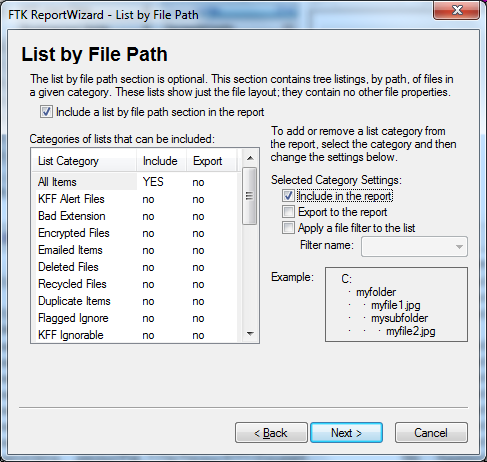 FTK ReportWizard - List by File Path
List by File Path
The list by file path section is optional. This section contains tree listings, by path, of files in
a given category. These lists show just the file layout; they contain no other file properties.
Include a list by file path section in the report
Categories of lists that can be included:
List Category Include Export
All Items YES no
KFF Alert Files no no
Bad Extension no no
Encrypted Files no no
Emailed Items no no
Deleted Files no no
Recycled Files no no
Duplicate Items no no
Flagged Ignore no no
KFF Ignorable no no
To add or remove a list category from
the report, select the category and then
change the settings below.
Selected Category Settings:
Include in the report
Export to the report
Apply a file filter to the list
Filter name:
Example:
C:
myfolder
myfile1.jpg
mysubfolder
myfile2.jpg
< Back
Next >
Cancel